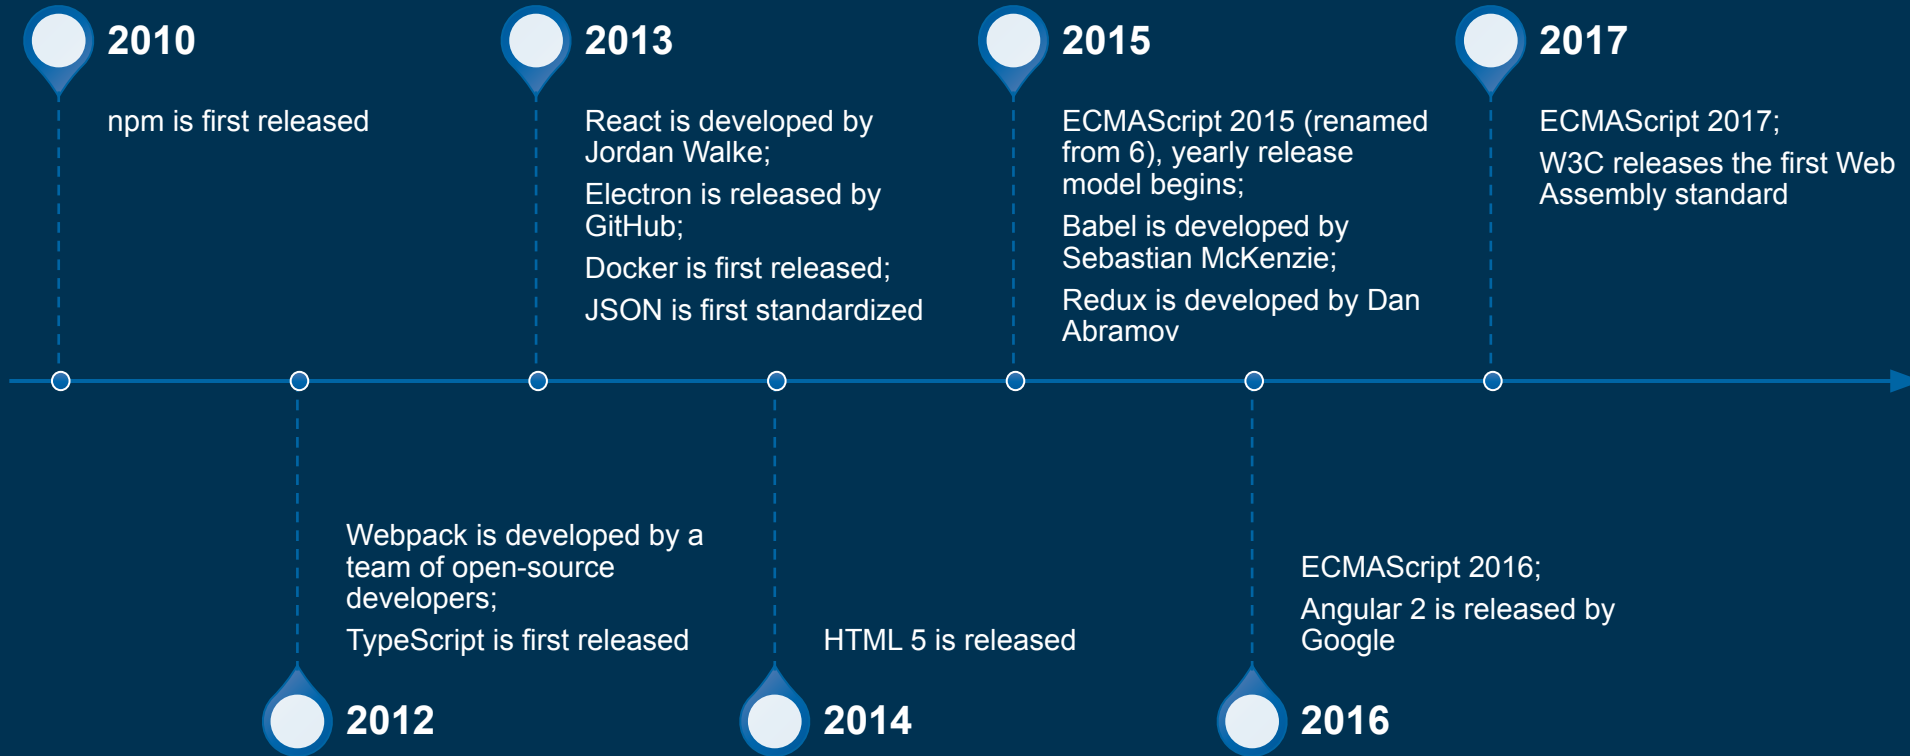 2010
npm is first released
2013
React is developed by
Jordan Walke;
Electron is released by
GitHub;
Docker is first released;
JSON is first standardized
2015
ECMAScript 2015 (renamed
from 6), yearly release
model begins;
Babel is developed by
Sebastian McKenzie;
Redux is developed by Dan
Abramov
2017
ECMAScript 2017;
W3C releases the first Web
Assembly standard
Webpack is developed by a
team of open-source
developers;
TypeScript is first released
2012
HTML 5 is released
2014
ECMAScript 2016;
Angular 2 is released by
Google
2016